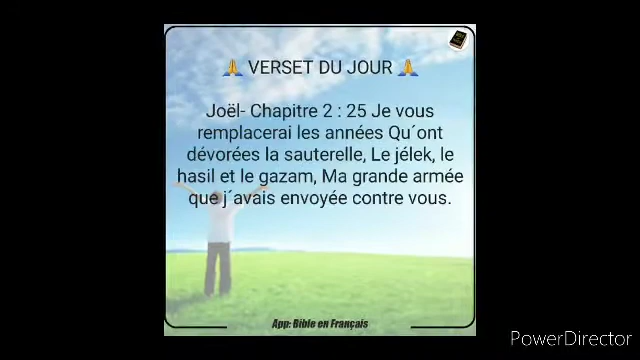 🙏 VERSET DU JOUR 🙏
Joël- Chapitre 2 : 25 Je vous
remplacerai les années Qu´ont
dévorées la sauterelle, Le jélek, le
hasil et le gazam, Ma grande armée
que j´avais envoyée contre vous.
App: Bible en Français
PowerDirector